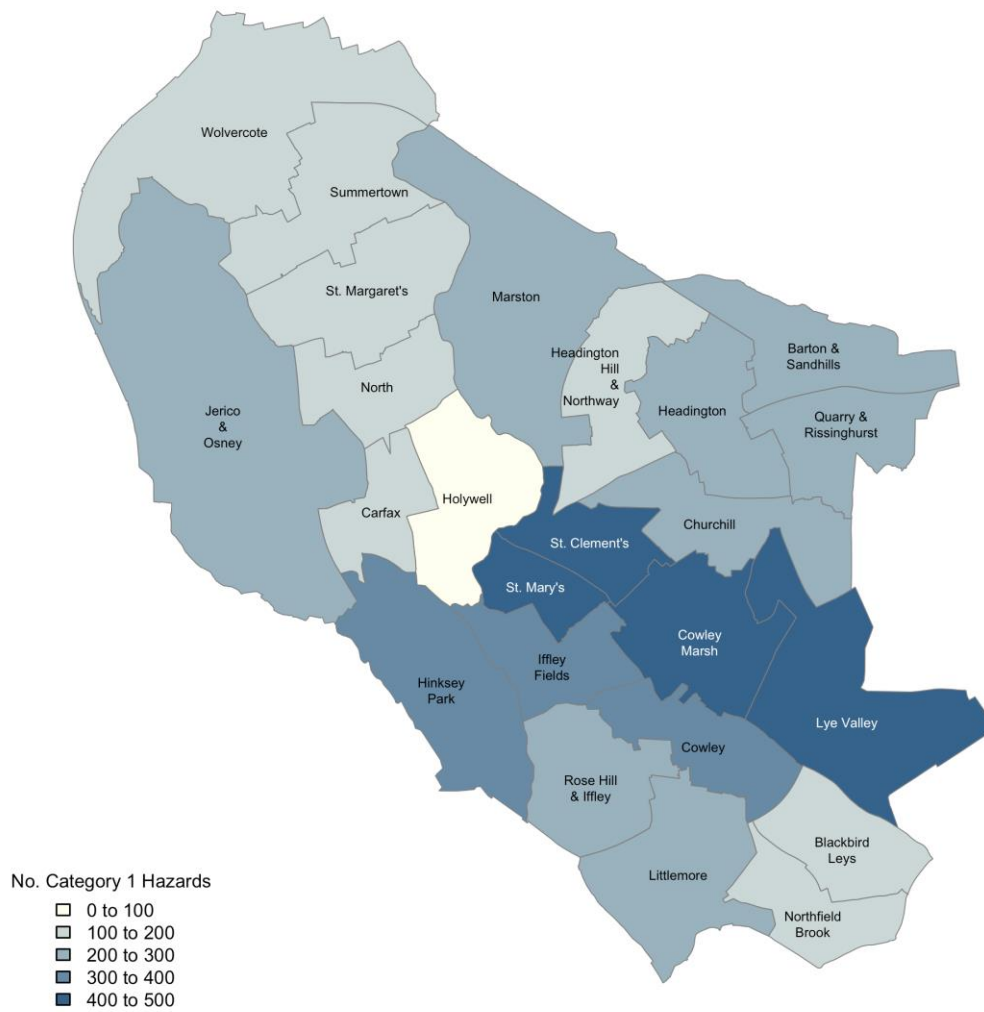 Wolvercote
Summertown
St. Margaret's
Marston
North
Headington
Hill
&
Northway
Barton &
Sandhills
Headington
Quarry &
Rissinghurst
Jerico
&
Osney
Holywell
Carfax
Churchill
St. Clement's
St. Mary's
Cowley
Marsh
Iffley
Fields
Hinksey
Park
Lye Valley
Cowley
Rose Hill
& Iffley
Blackbird
Leys
Littlemore
Northfield
Brook
No. Category 1 Hazards
0 to 100
100 to 200
200 to 300
300 to 400
400 to 500